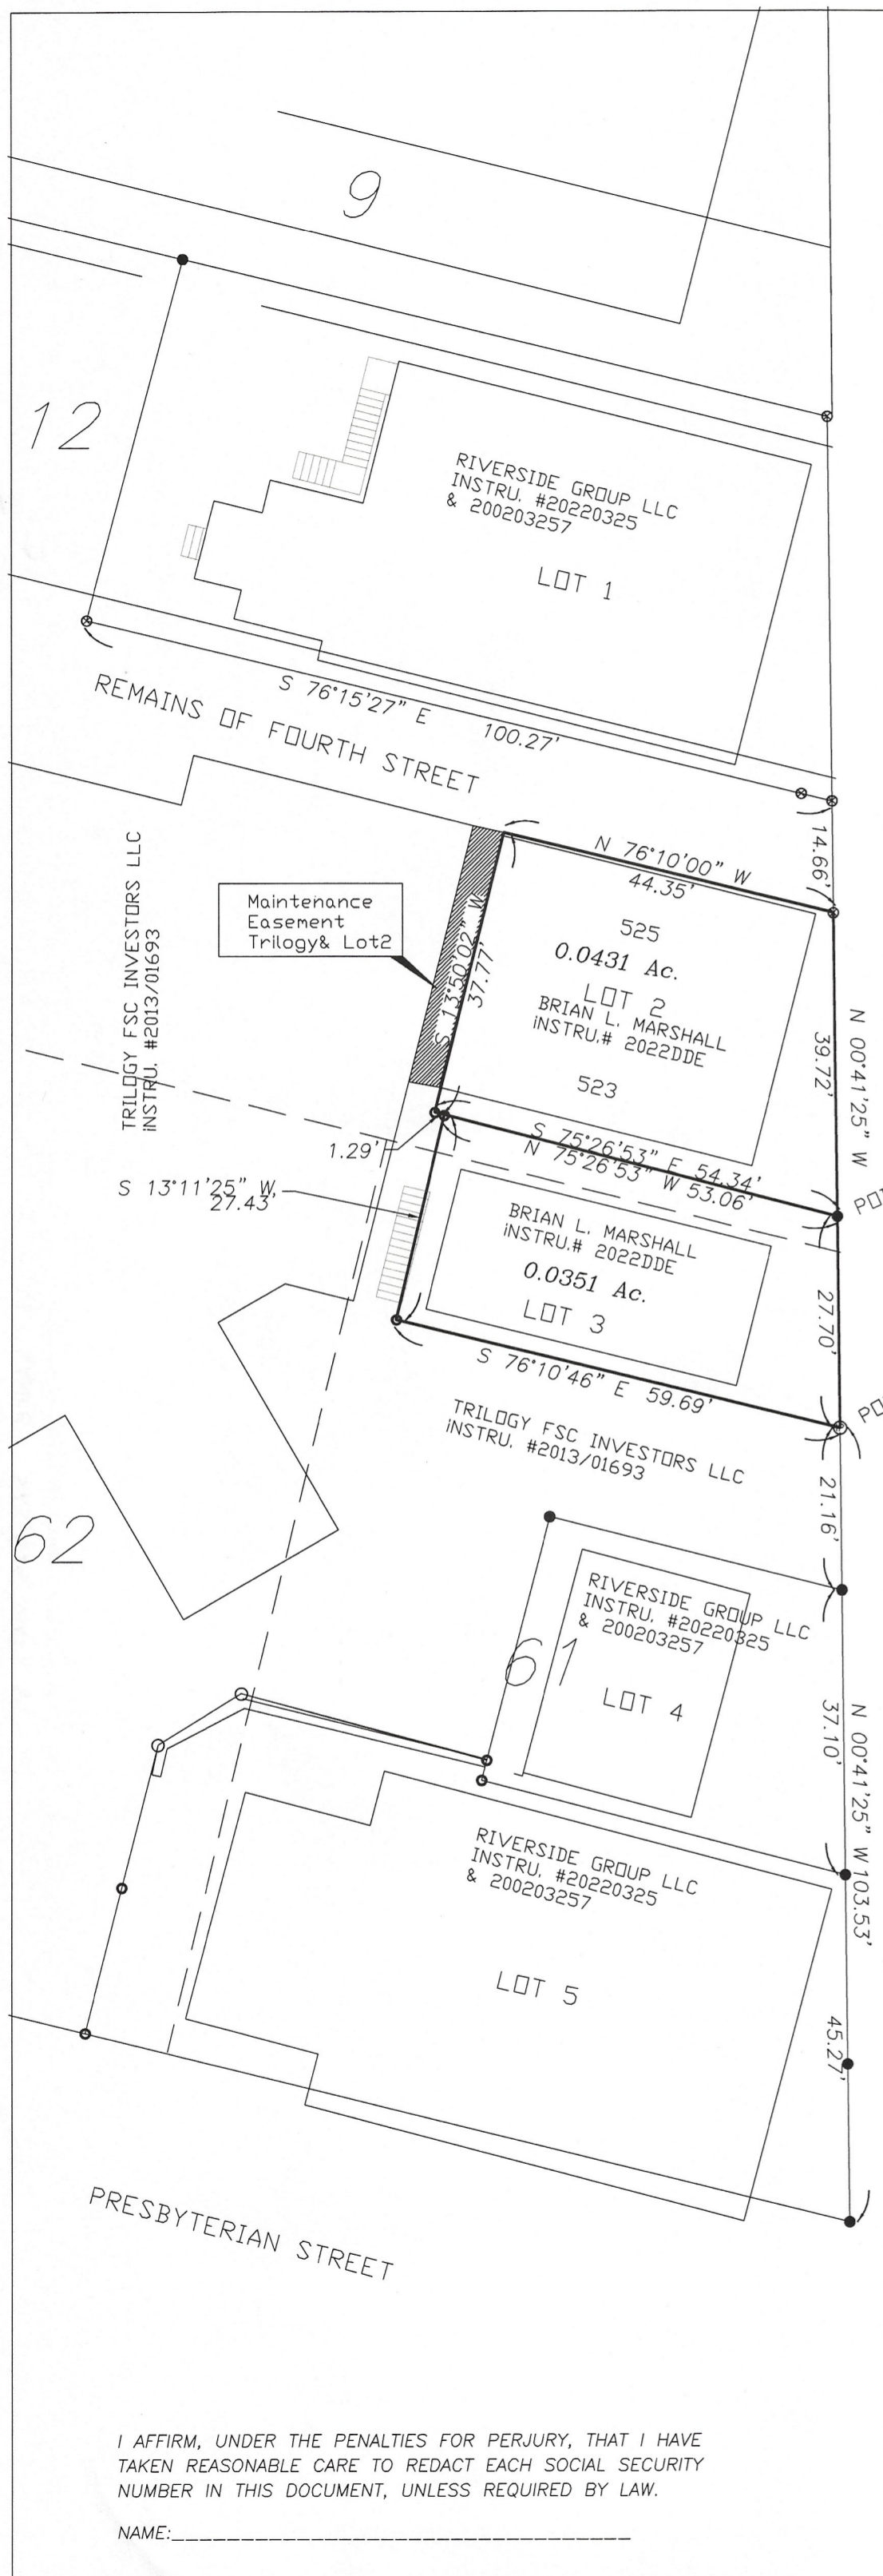 9
12
RIVERSIDE GROUP LLC
INSTRU. #20220325
& 200203257
LOT 1
S 76°15'27" E 100.27'
REMAINS OF FOURTH STREET
14.66'
N 76°10'00" W
44.35'
TRILOGY FSC INVESTORS LLC
iNSTRU. #2013/01693
Maintenance
Easement
Trilogy& Lot2
S 13°50'02" W
37.77'
525
0.0431 Ac.
LOT 2
BRIAN L. MARSHALL
iNSTRU.# 2022DDE
523
39.72'
N 00°41'25" W
1.29'
S 75°26'53" E 54.34'
N 75°26'53" W 53.06'
S 13°11'25" W
27.43'
BRIAN L. MARSHALL
iNSTRU.# 2022DDE
0.0351 Ac.
LOT 3
27.70'
S 76°10'46" E 59.69'
TRILOGY FSC INVESTORS LLC
iNSTRU. #2013/01693
21.16'
62
RIVERSIDE GROUP LLC
INSTRU. #20220325
& 200203257
61
LOT 4
37.10'
N 00°41'25" W 103.53'
RIVERSIDE GROUP LLC
INSTRU. #20220325
& 200203257
LOT 5
45.27'
PRESBYTERIAN STREET
I AFFIRM, UNDER THE PENALTIES FOR PERJURY, THAT I HAVE
TAKEN REASONABLE CARE TO REDACT EACH SOCIAL SECURITY
NUMBER IN THIS DOCUMENT, UNLESS REQUIRED BY LAW.
NAME:__________________________________